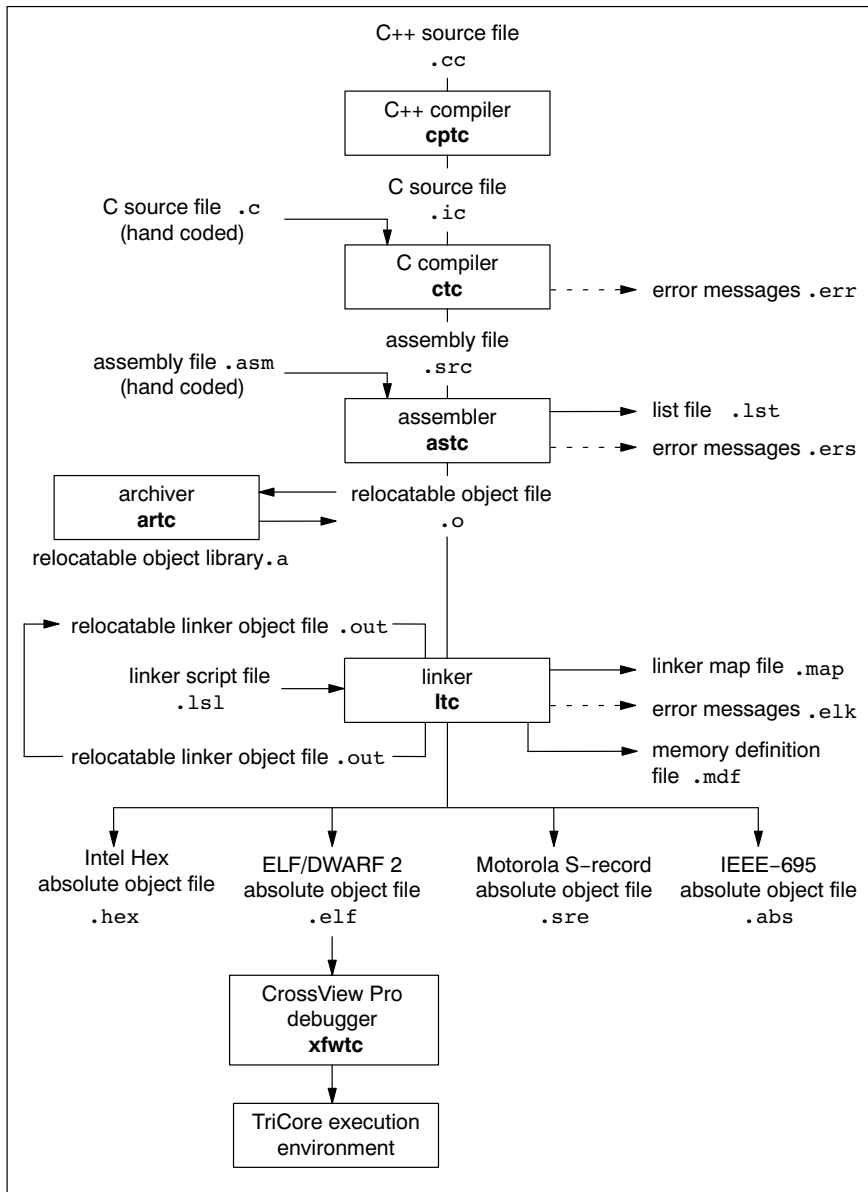 C++ source file
.cc
C++ compiler
cptc
C source file
.ic
C source file .c
(hand coded)
C compiler
ctc
error messages .err
assembly file
.src
assembly file .asm
(hand coded)
assembler
astc
list file .lst
error messages .ers
archiver
artc
relocatable object file
.o
relocatable object library.a
relocatable linker object file .out
linker script file
.lsl
linker
ltc
linker map file .map
error messages .elk
relocatable linker object file .out
memory definition
file .mdf
Intel Hex
absolute object file
.hex
ELF/DWARF 2
absolute object file
.elf
Motorola S−record
absolute object file
.sre
IEEE−695
absolute object file
.abs
CrossView Pro
debugger
xfwtc
TriCore execution
environment